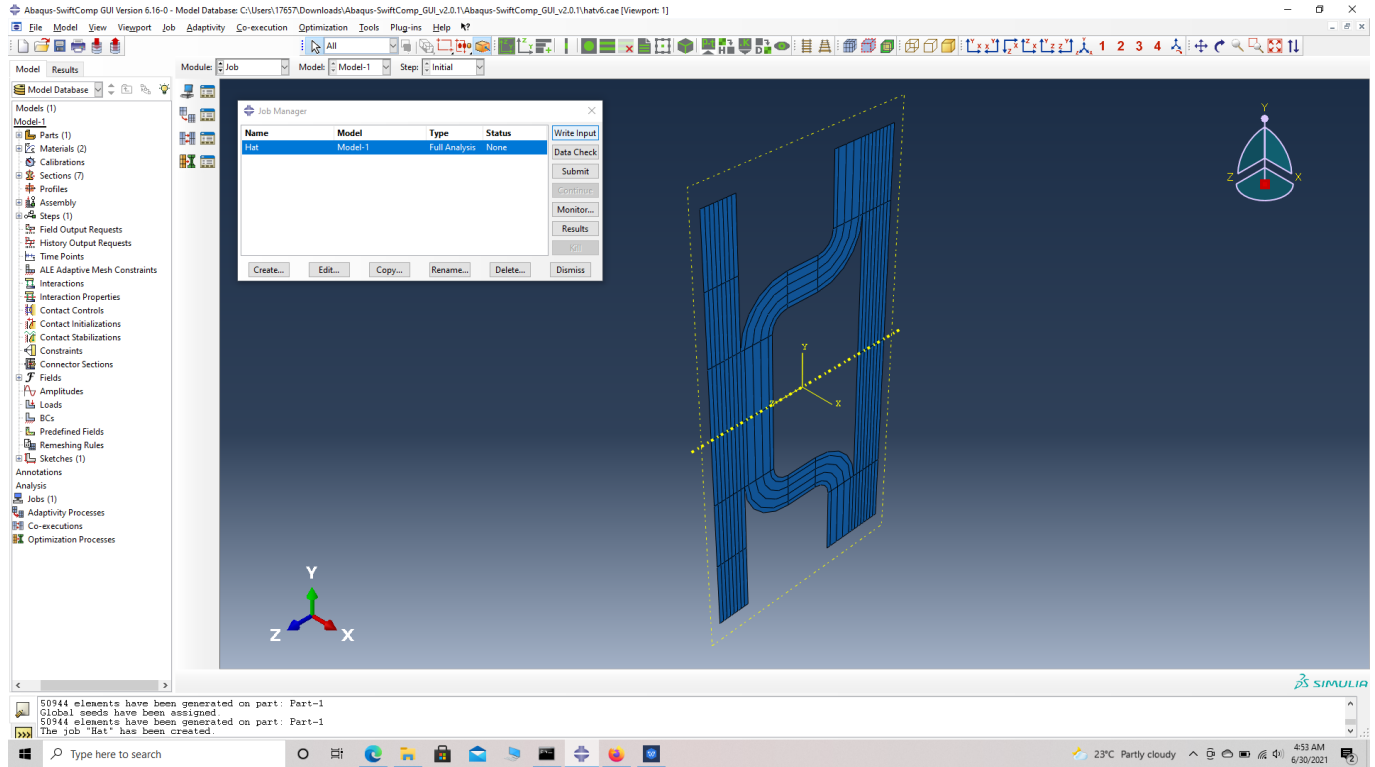 Abaqus-SwiftComp GUI Version 6.16-0 - Model Database: C:\Users\17657\Downloads\Abaqus-SwiftComp_GUI_v2.0.1\Abaqus-SwiftComp_GUI_v2.0.1\hatv6.cae [Viewport: 1]
File Model View Viewport Job Adaptivity Co-execution Optimization Tools Plug-ins Help
All
1 2 3 4
Model Results
Module: Job Model: Model-1 Step: Initial
Model Database
Models (1)
Model-1
Parts (1)
Materials (2)
Calibrations
Sections (7)
Profiles
Assembly
Steps (1)
Field Output Requests
History Output Requests
Time Points
ALE Adaptive Mesh Constraints
Interactions
Interaction Properties
Contact Controls
Contact Initializations
Contact Stabilizations
Constraints
Connector Sections
Fields
Amplitudes
Loads
BCs
Predefined Fields
Remeshing Rules
Sketches (1)
Annotations
Analysis
Jobs (1)
Adaptivity Processes
Co-executions
Optimization Processes
Job Manager
Name Model Type Status
Hat Model-1 Full Analysis None
Write Input
Data Check
Submit
Continue
Monitor...
Results
Kill
Create... Edit... Copy... Rename... Delete... Dismiss
Y
Z X
Y
Z X
Y
Z X
SIMULIA
50944 elements have been generated on part: Part-1
Global seeds have been assigned.
50944 elements have been generated on part: Part-1
The job "Hat" has been created.
Type here to search
23°C Partly cloudy
4:53 AM
6/30/2021
2